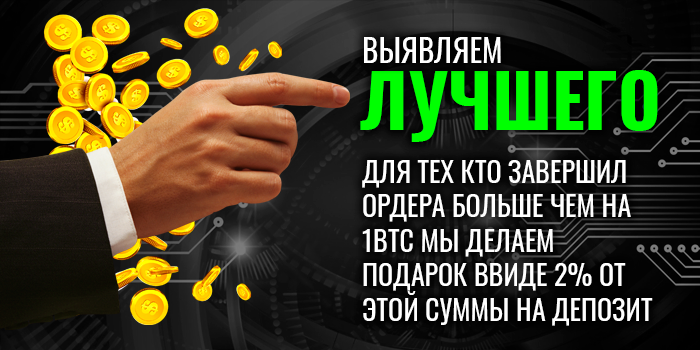 ВЫЯВЛЯЕМ
ЛУЧШЕГО
ДЛЯ ТЕХ КТО ЗАВЕРШИЛ
ОРДЕРА БОЛЬШЕ ЧЕМ НА
1BTC МЫ ДЕЛАЕМ
ПОДАРОК ВВИДЕ 2% ОТ
ЭТОЙ СУММЫ НА ДЕПОЗИТ